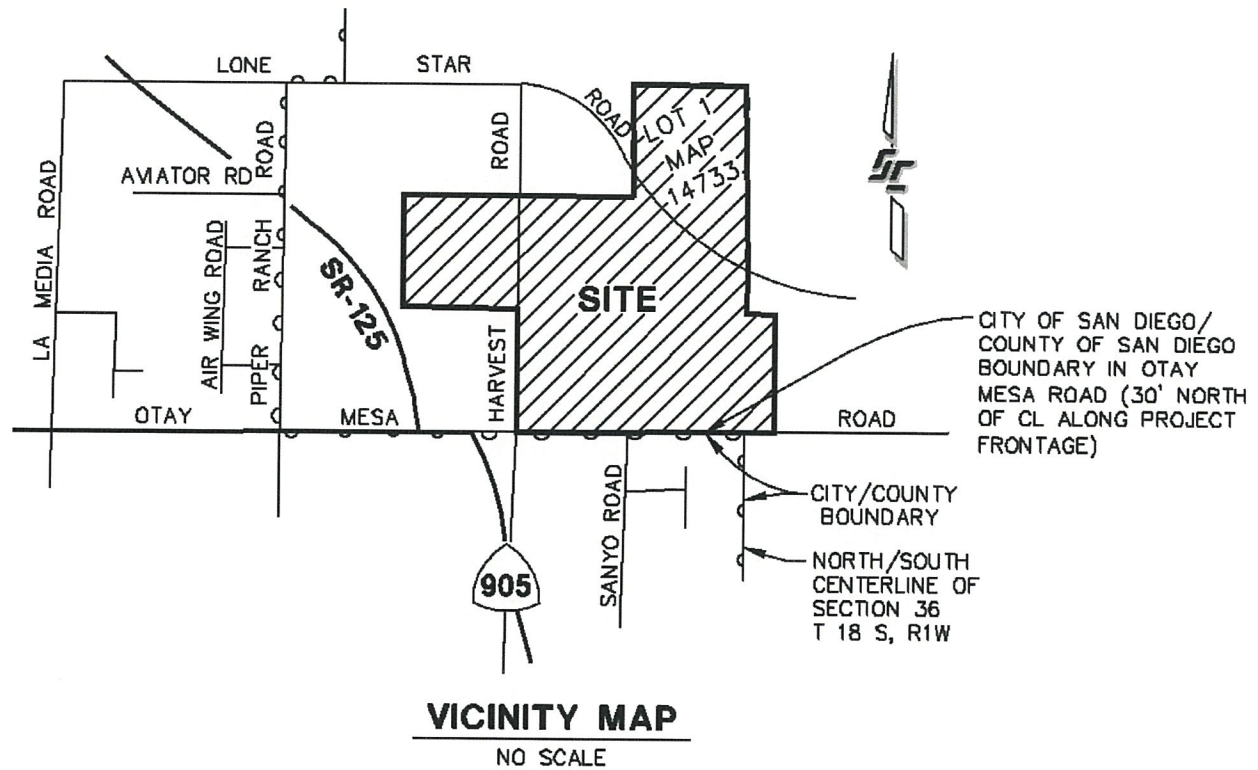 LONE STAR ROAD
LOT 1
MAP
14733
AVIATOR RD
LA MEDIA ROAD
AIR WING ROAD
PIPER RANCH ROAD
SR-125
HARVEST ROAD
SITE
OTAY MESA ROAD
CITY OF SAN DIEGO/
COUNTY OF SAN DIEGO
BOUNDARY IN OTAY
MESA ROAD (30' NORTH
OF CL ALONG PROJECT
FRONTAGE)
SANYO ROAD
CITY/COUNTY
BOUNDARY
905
NORTH/SOUTH
CENTERLINE OF
SECTION 36
T 18 S, R1W
VICINITY MAP
NO SCALE